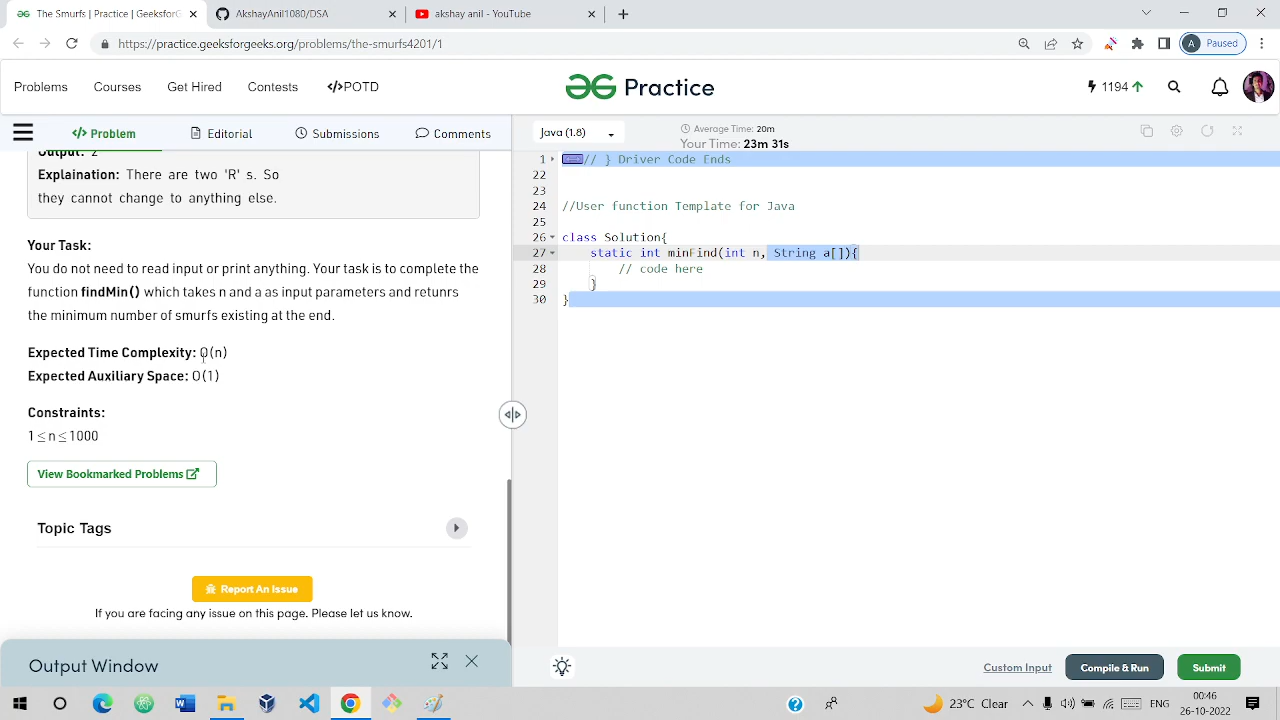 The Smurfs | Practice | GeeksforG
AkshayAnil1080/DSA
akshay anil - YouTube
https://practice.geeksforgeeks.org/problems/the-smurfs4201/1
A Paused
Problems Courses Get Hired Contests </>POTD
Practice
1194
</> Problem Editorial Submissions Comments
Java (1.8)
Average Time: 20m
Your Time: 23m 31s
Output: 2
Explaination: There are two 'R' s. So
they cannot change to anything else.
Your Task:
You do not need to read input or print anything. Your task is to complete the
function findMin() which takes n and a as input parameters and retunrs
the minimum number of smurfs existing at the end.
Expected Time Complexity: O(n)
Expected Auxiliary Space: O(1)
Constraints:
1 ≤ n ≤ 1000
View Bookmarked Problems
Topic Tags
Report An Issue
If you are facing any issue on this page. Please let us know.
Output Window
1 // } Driver Code Ends
22
23
24 //User function Template for Java
25
26 class Solution{
27 static int minFind(int n, String a[]){
28 // code here
29 }
30 }
Custom Input
Compile & Run
Submit
23°C Clear
ENG
00:46
26-10-2022